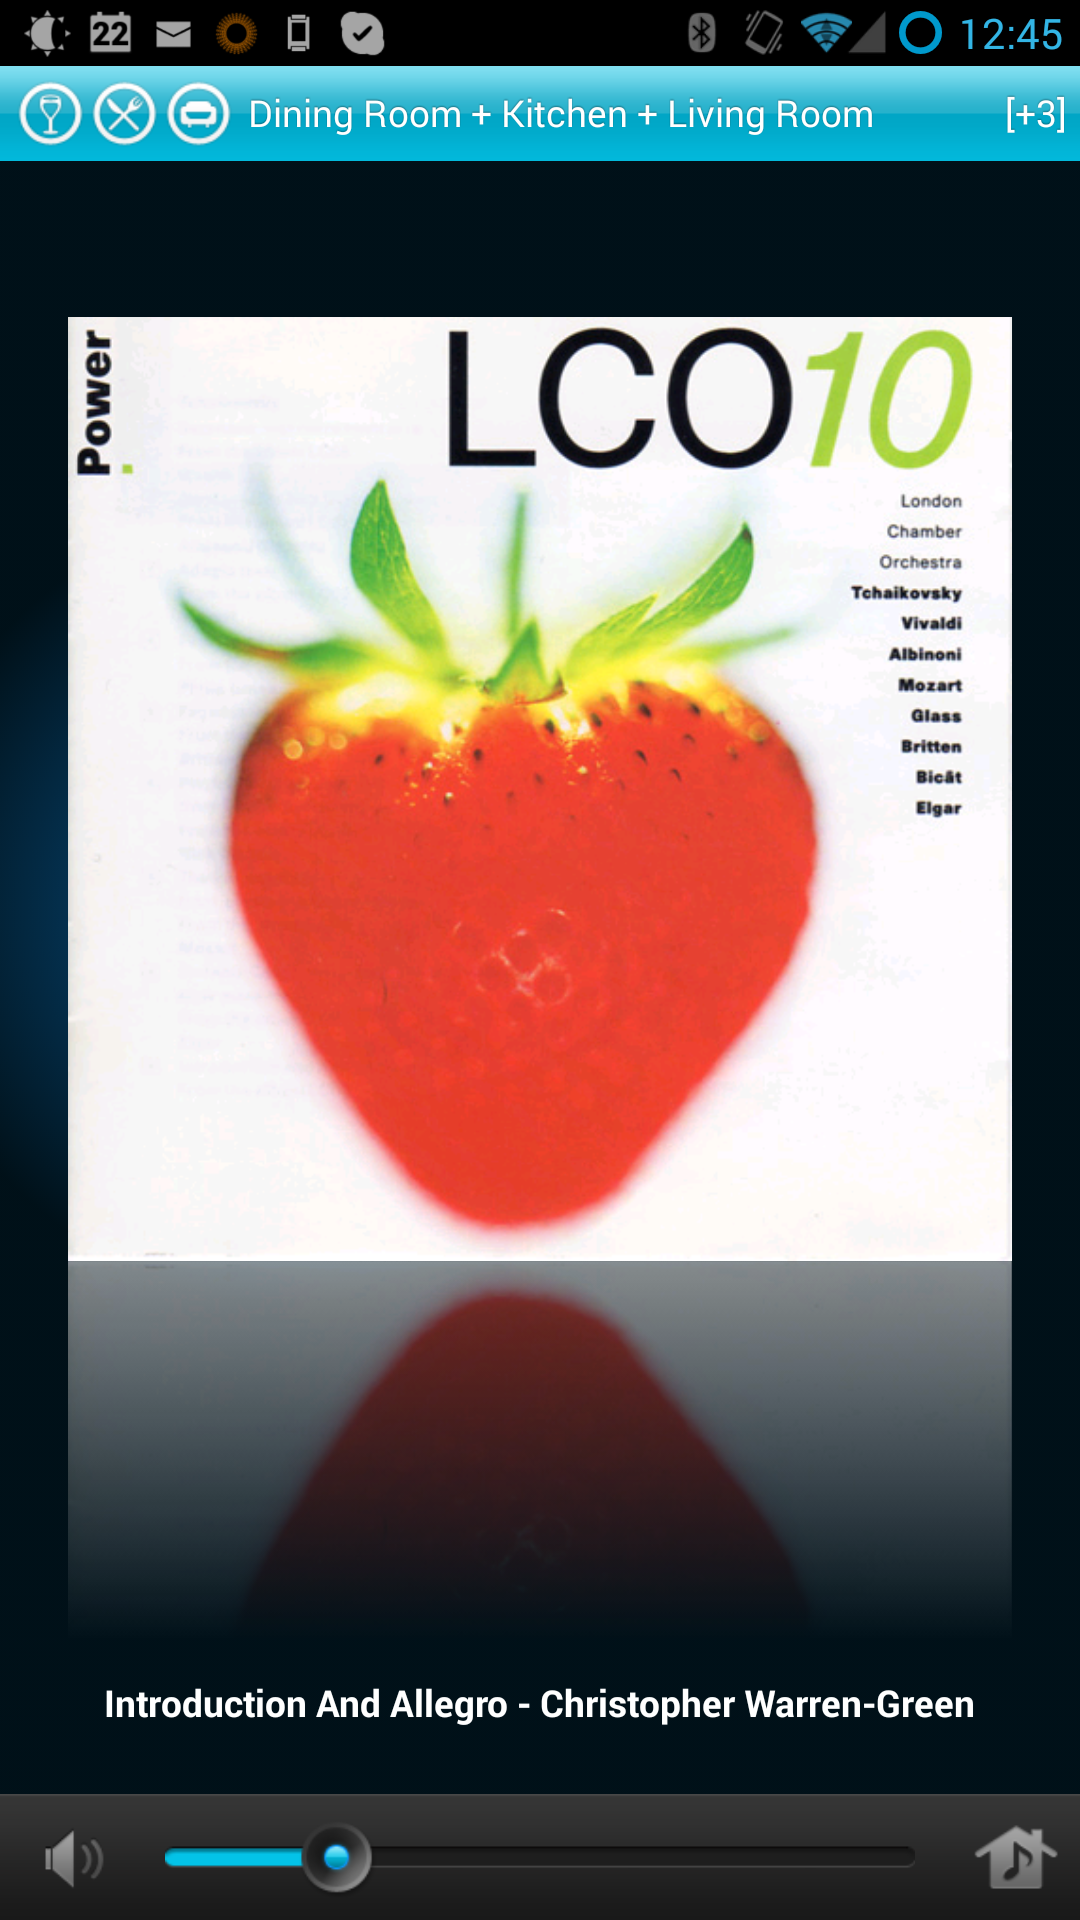 22
12:45
Dining Room + Kitchen + Living Room
[+3]
Power.
LCO10
London
Chamber
Orchestra
Tchaikovsky
Vivaldi
Albinoni
Mozart
Glass
Britten
Bicât
Elgar
Introduction And Allegro - Christopher Warren-Green